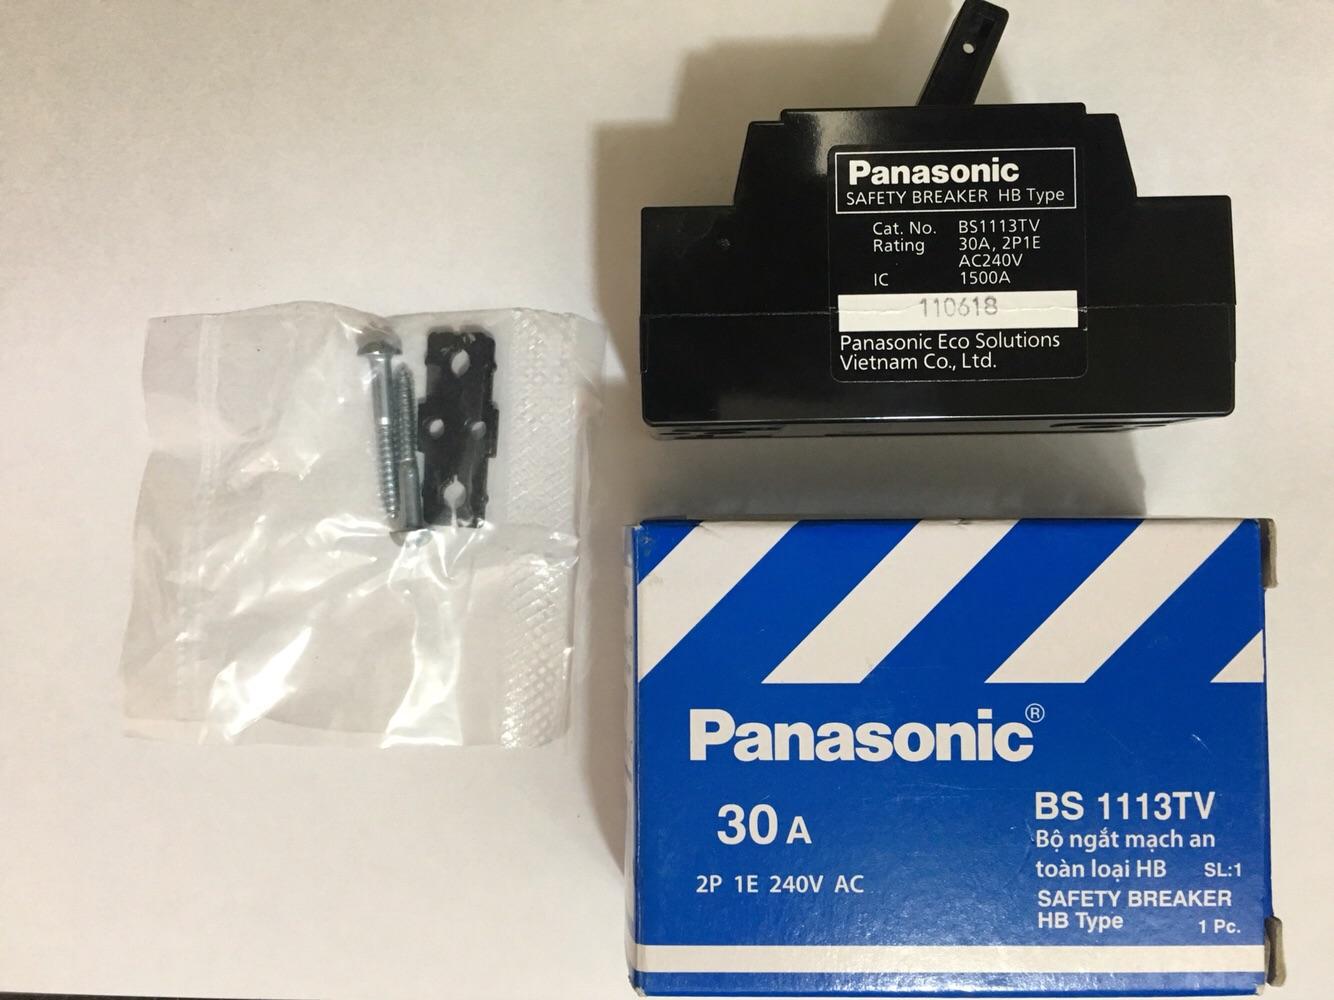 Panasonic
SAFETY BREAKER HB Type
Cat. No. BS1113TV
Rating 30A, 2P1E
AC240V
IC 1500A
110618
Panasonic Eco Solutions
Vietnam Co., Ltd.
Panasonic®
30 A
2P 1E 240V AC
BS 1113TV
Bộ ngắt mạch an
toàn loại HB SL:1
SAFETY BREAKER
HB Type 1 Pc.